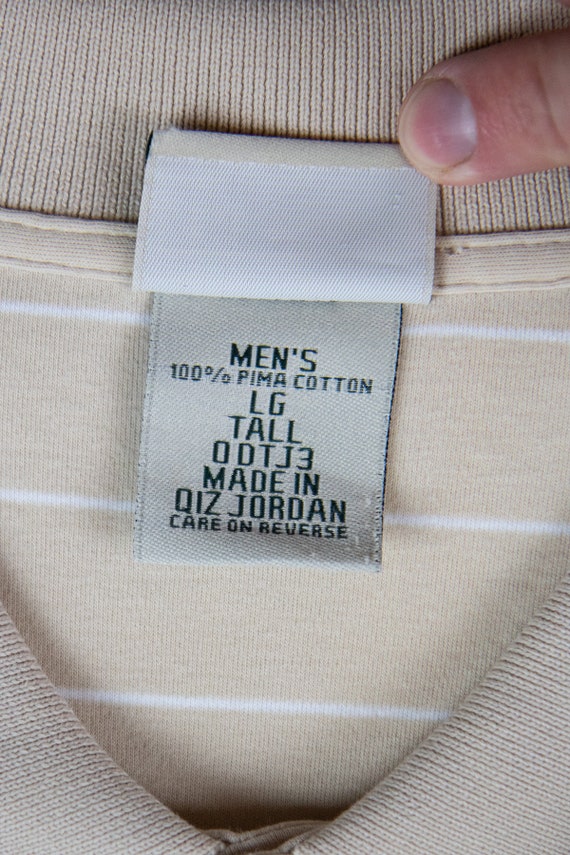 MEN'S
100% PIMA COTTON
LG
TALL
0DTJ3
MADE IN
QIZ JORDAN
CARE ON REVERSE